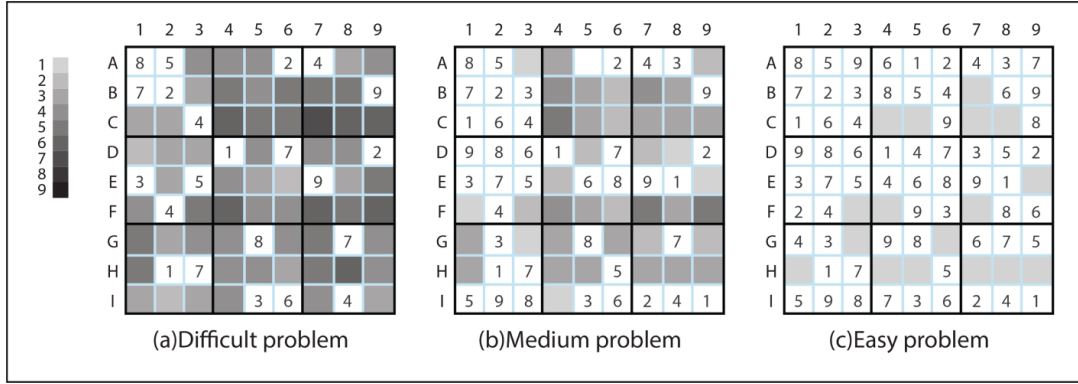 1 2 3 4 5 6 7 8 9 1 2 3 4 5 6 7 8 9 1 2 3 4 5 6 7 8 9
1
2
3
4
5
6
7
8
9
A 8 5 2 4
B 7 2 9
C 4
D 1 7 2
E 3 5 9
F 4
G 8 7
H 1 7
I 3 6 4
A 8 5 2 4 3
B 7 2 3 9
C 1 6 4
D 9 8 6 1 7 2
E 3 7 5 6 8 9 1
F 4
G 3 8 7
H 1 7 5
I 5 9 8 3 6 2 4 1
A 8 5 9 6 1 2 4 3 7
B 7 2 3 8 5 4 6 9
C 1 6 4 9 8
D 9 8 6 1 4 7 3 5 2
E 3 7 5 4 6 8 9 1
F 2 4 9 3 8 6
G 4 3 9 8 6 7 5
H 1 7 5
I 5 9 8 7 3 6 2 4 1
(a)Difficult problem (b)Medium problem (c)Easy problem